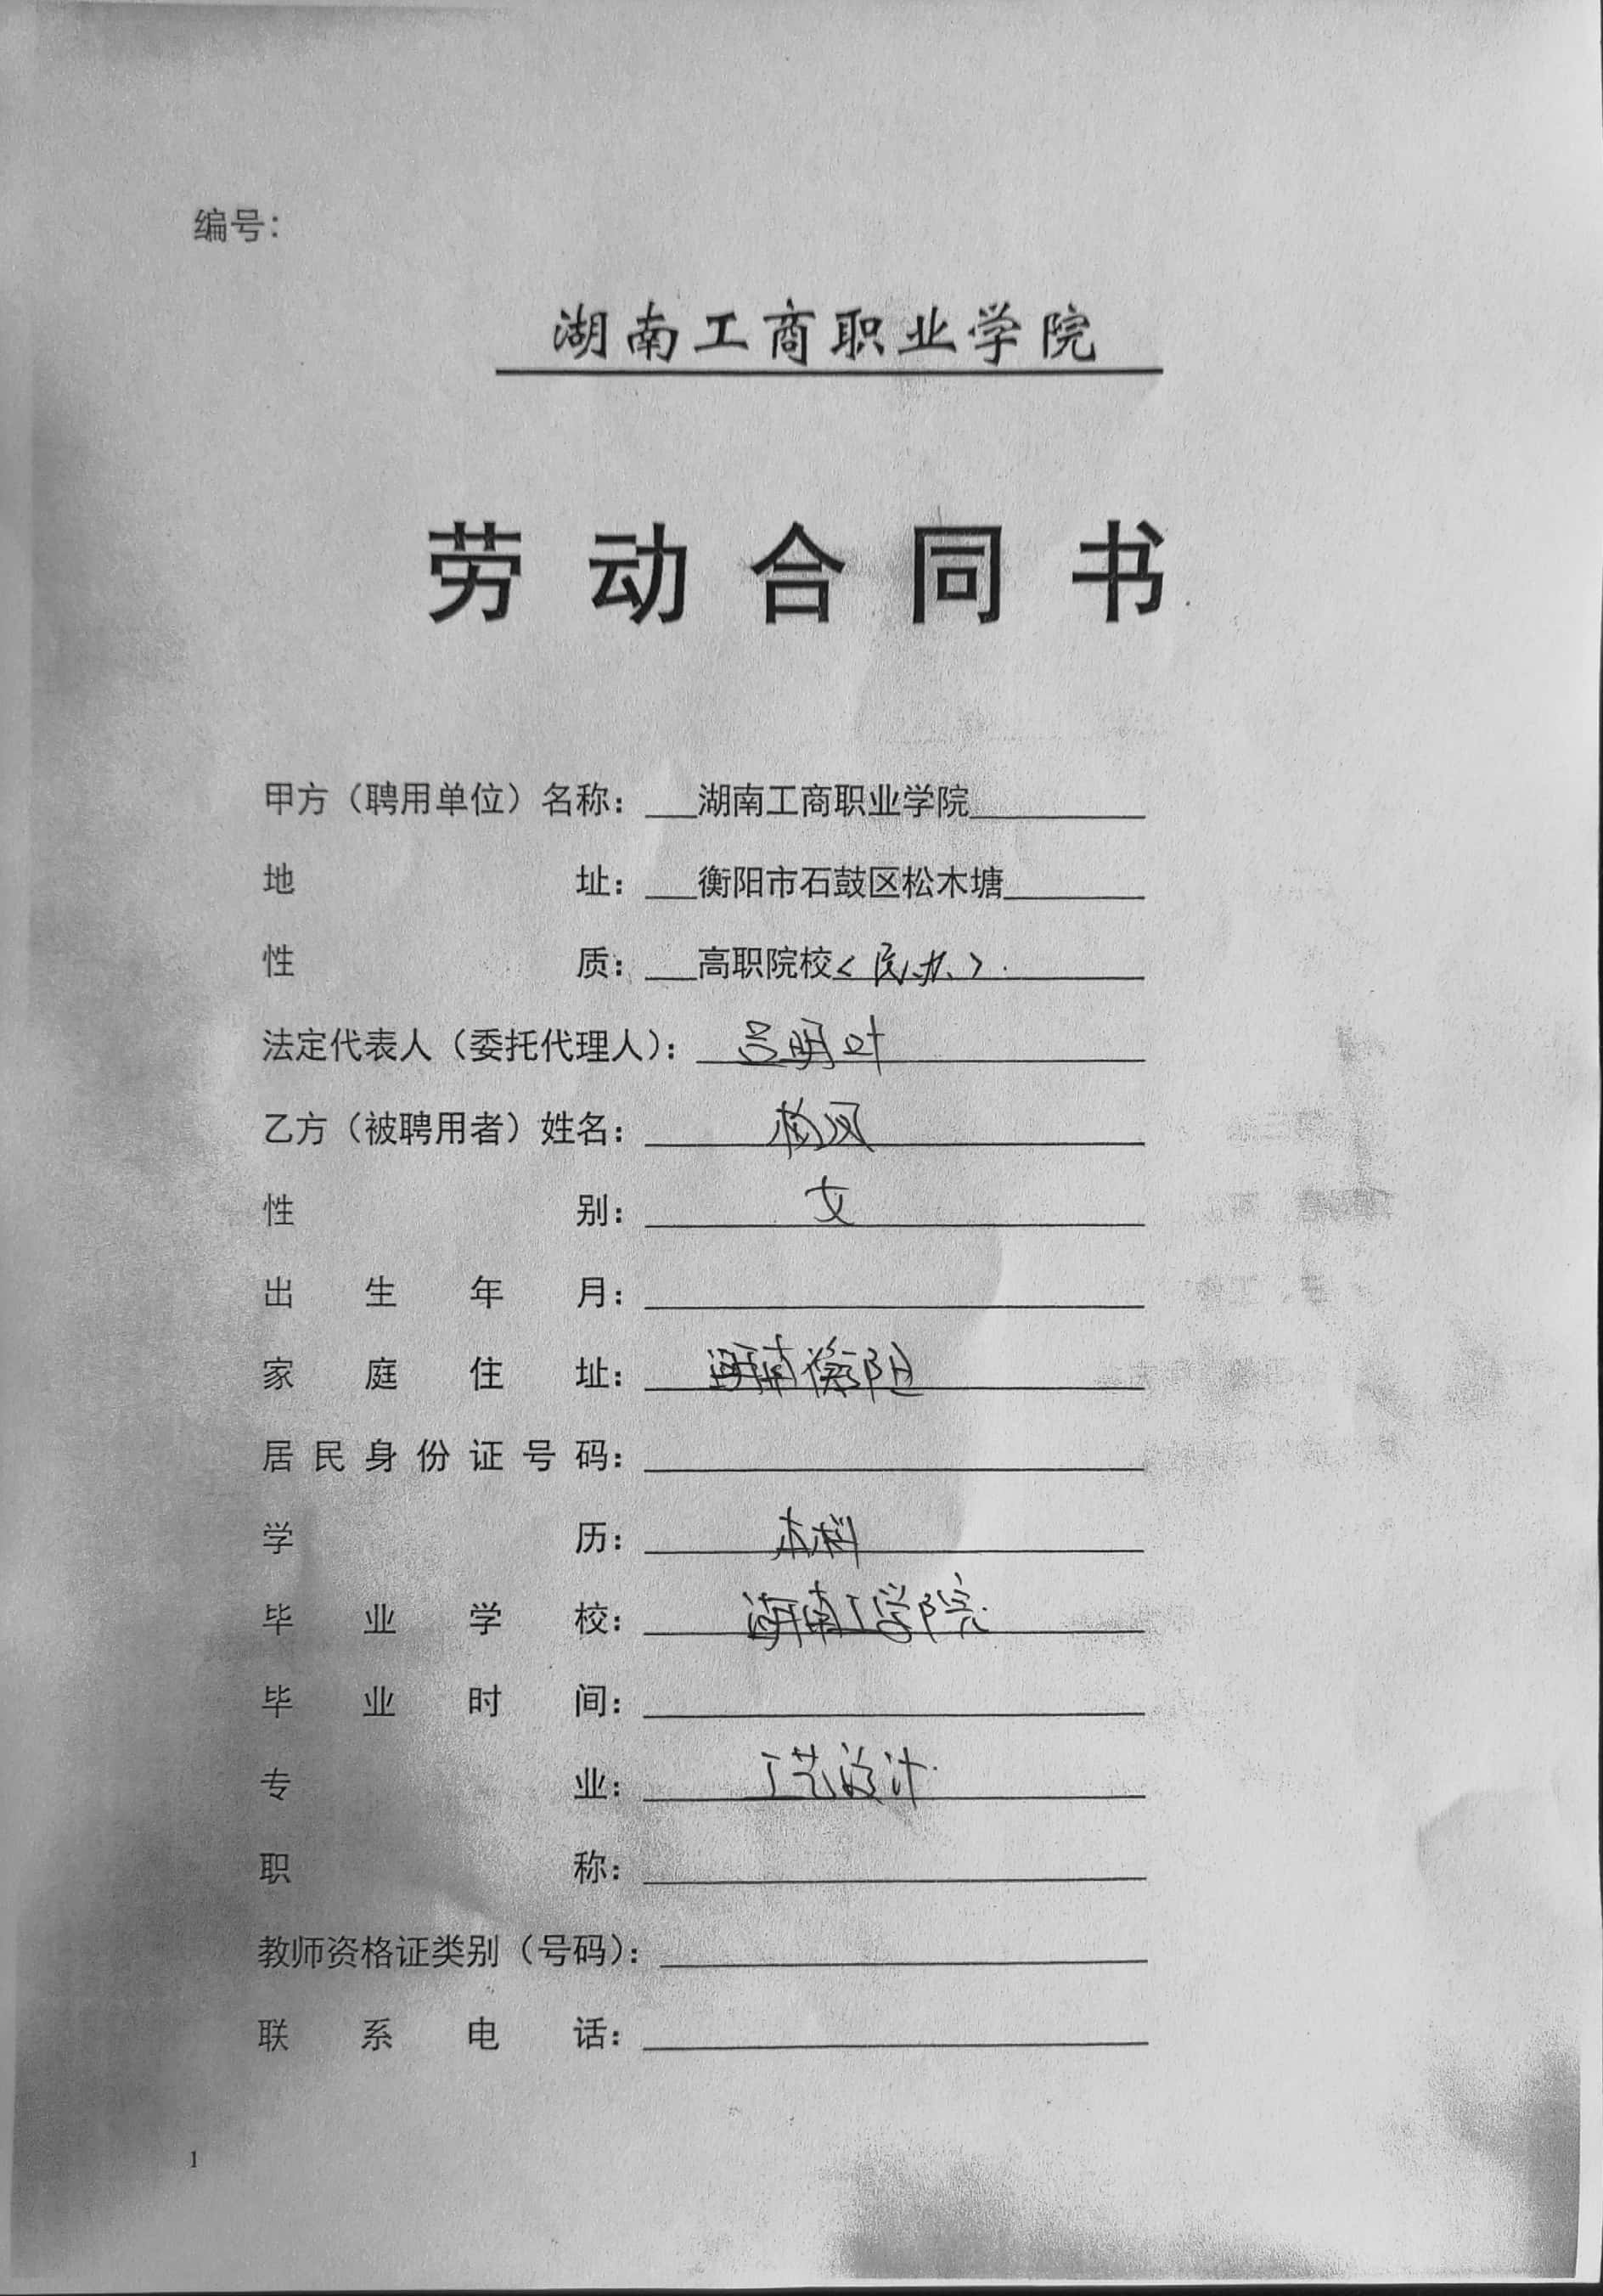 编号：
湖南工商职业学院
劳动合同书
甲方（聘用单位）名称：湖南工商职业学院
地址：衡阳市石鼓区松木塘
性质：高职院校（民办）.
法定代表人（委托代理人）：吕明叶
乙方（被聘用者）姓名：
性别：女
出生年月：
家庭住址：湖南衡阳
居民身份证号码：
学历：本科
毕业学校：湖南工学院.
毕业时间：
专业：工艺设计.
职称：
教师资格证类别（号码）：
联系电话：
1